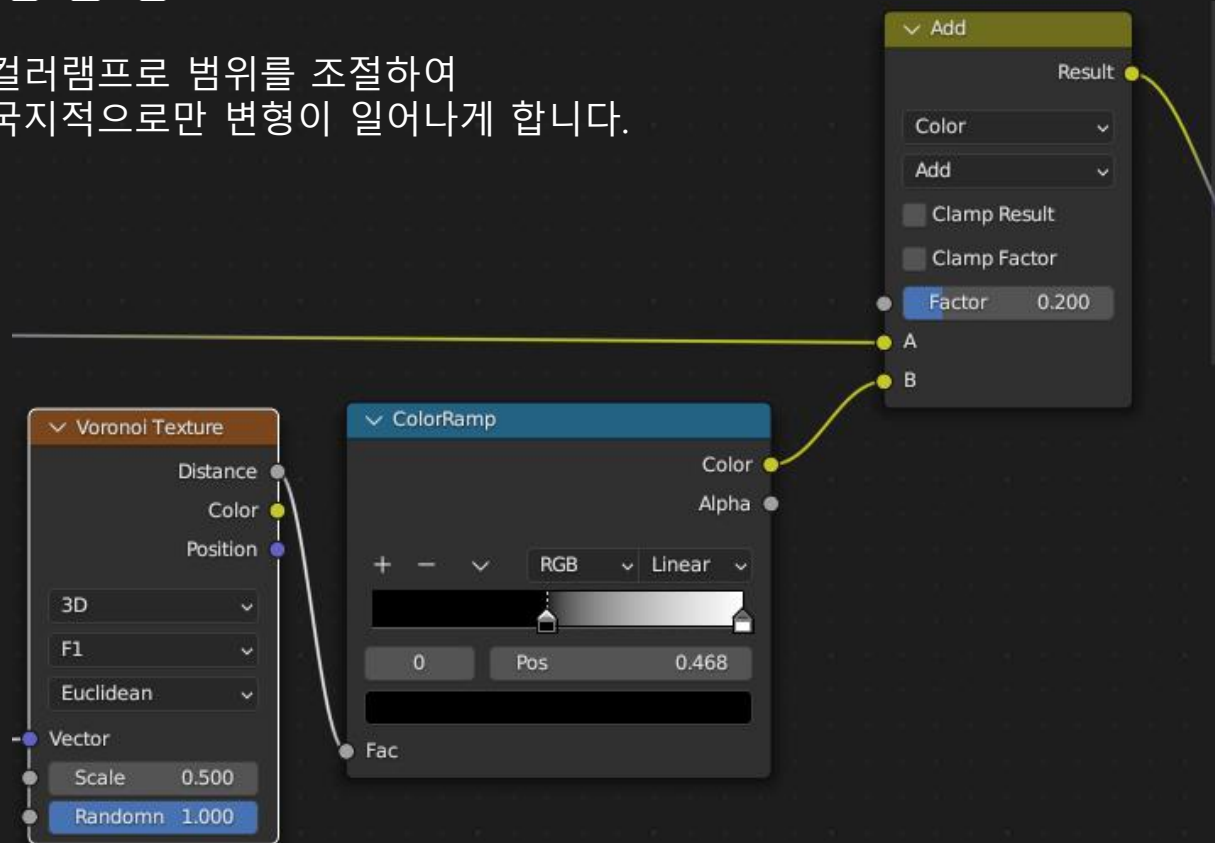 컬러램프로 범위를 조절하여
국지적으로만 변형이 일어나게 합니다.
Add
Result
Color
Add
Clamp Result
Clamp Factor
Factor 0.200
A
B
Voronoi Texture
Distance
Color
Position
3D
F1
Euclidean
Vector
Scale 0.500
Randomn 1.000
ColorRamp
Color
Alpha
RGB Linear
0 Pos 0.468
Fac